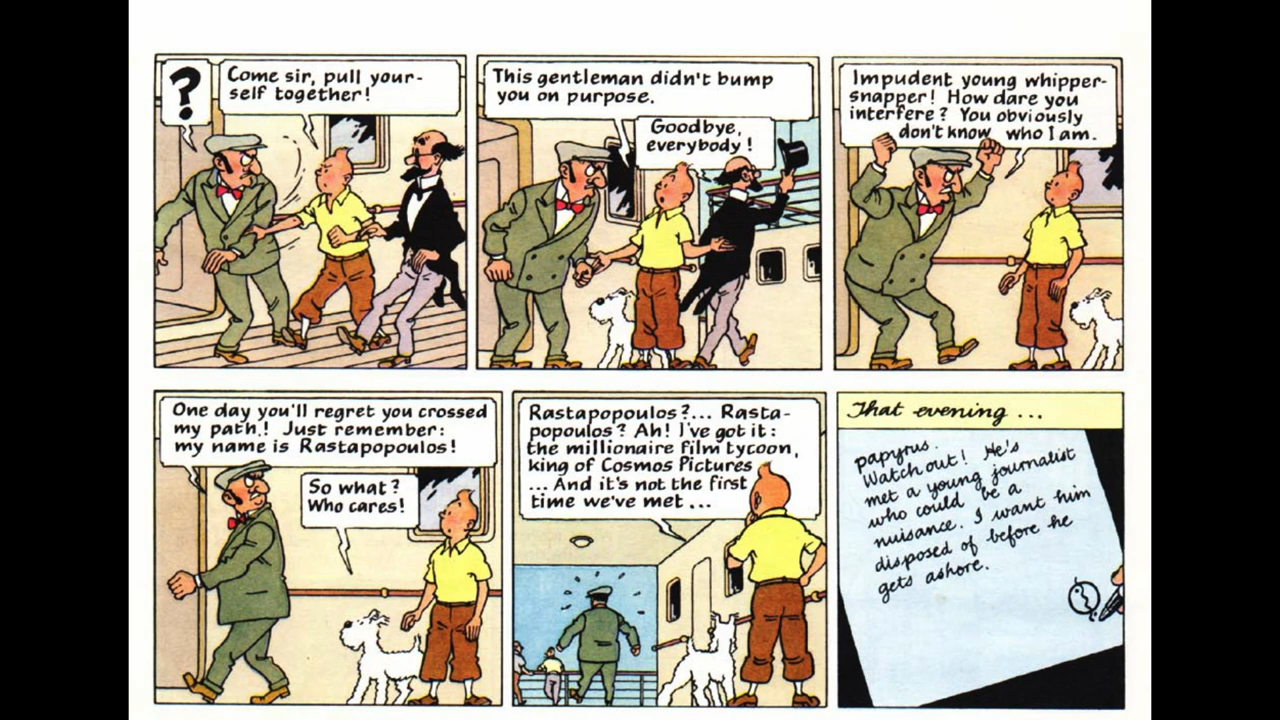 ?
Come sir, pull your-
self together!
This gentleman didn't bump
you on purpose.
Goodbye,
everybody!
Impudent young whipper-
snapper! How dare you
interfere? You obviously
don't know who I am.
One day you'll regret you crossed
my path! Just remember:
my name is Rastapopoulos!
So what?
Who cares!
Rastapopoulos?... Rasta-
popoulos? Ah! I've got it:
the millionaire film tycoon,
king of Cosmos Pictures
... And it's not the first
time we've met ...
That evening ...
papyrus.
Watch out! He's
met a young journalist
who could be a
nuisance. I want him
disposed of before he
gets ashore.